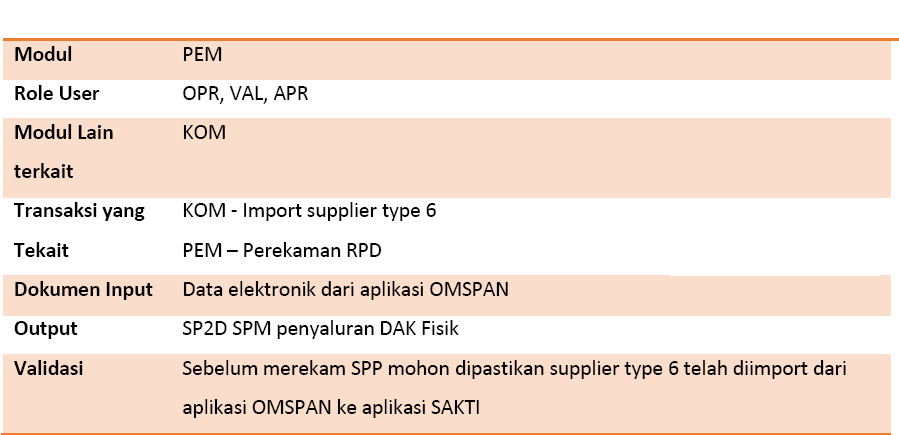 Modul PEM
Role User OPR, VAL, APR
Modul Lain KOM
terkait
Transaksi yang KOM - Import supplier type 6
Tekait PEM – Perekaman RPD
Dokumen Input Data elektronik dari aplikasi OMSPAN
Output SP2D SPM penyaluran DAK Fisik
Validasi Sebelum merekam SPP mohon dipastikan supplier type 6 telah diimport dari
aplikasi OMSPAN ke aplikasi SAKTI